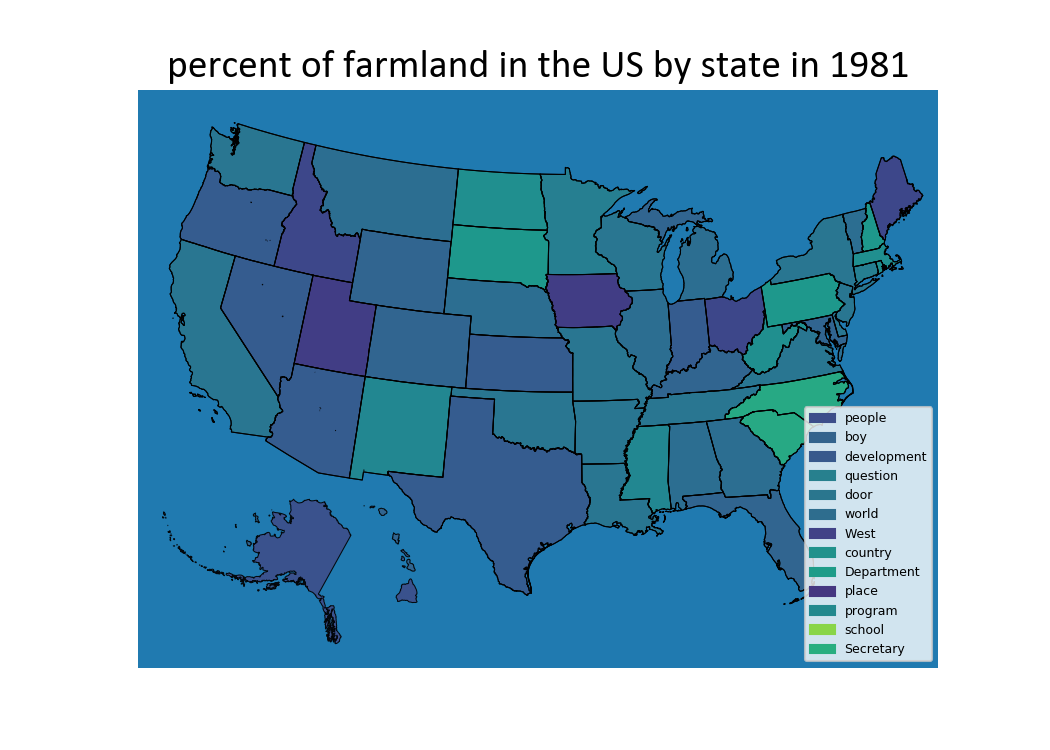 percent of farmland in the US by state in 1981
people
boy
development
question
door
world
West
country
Department
place
program
school
Secretary